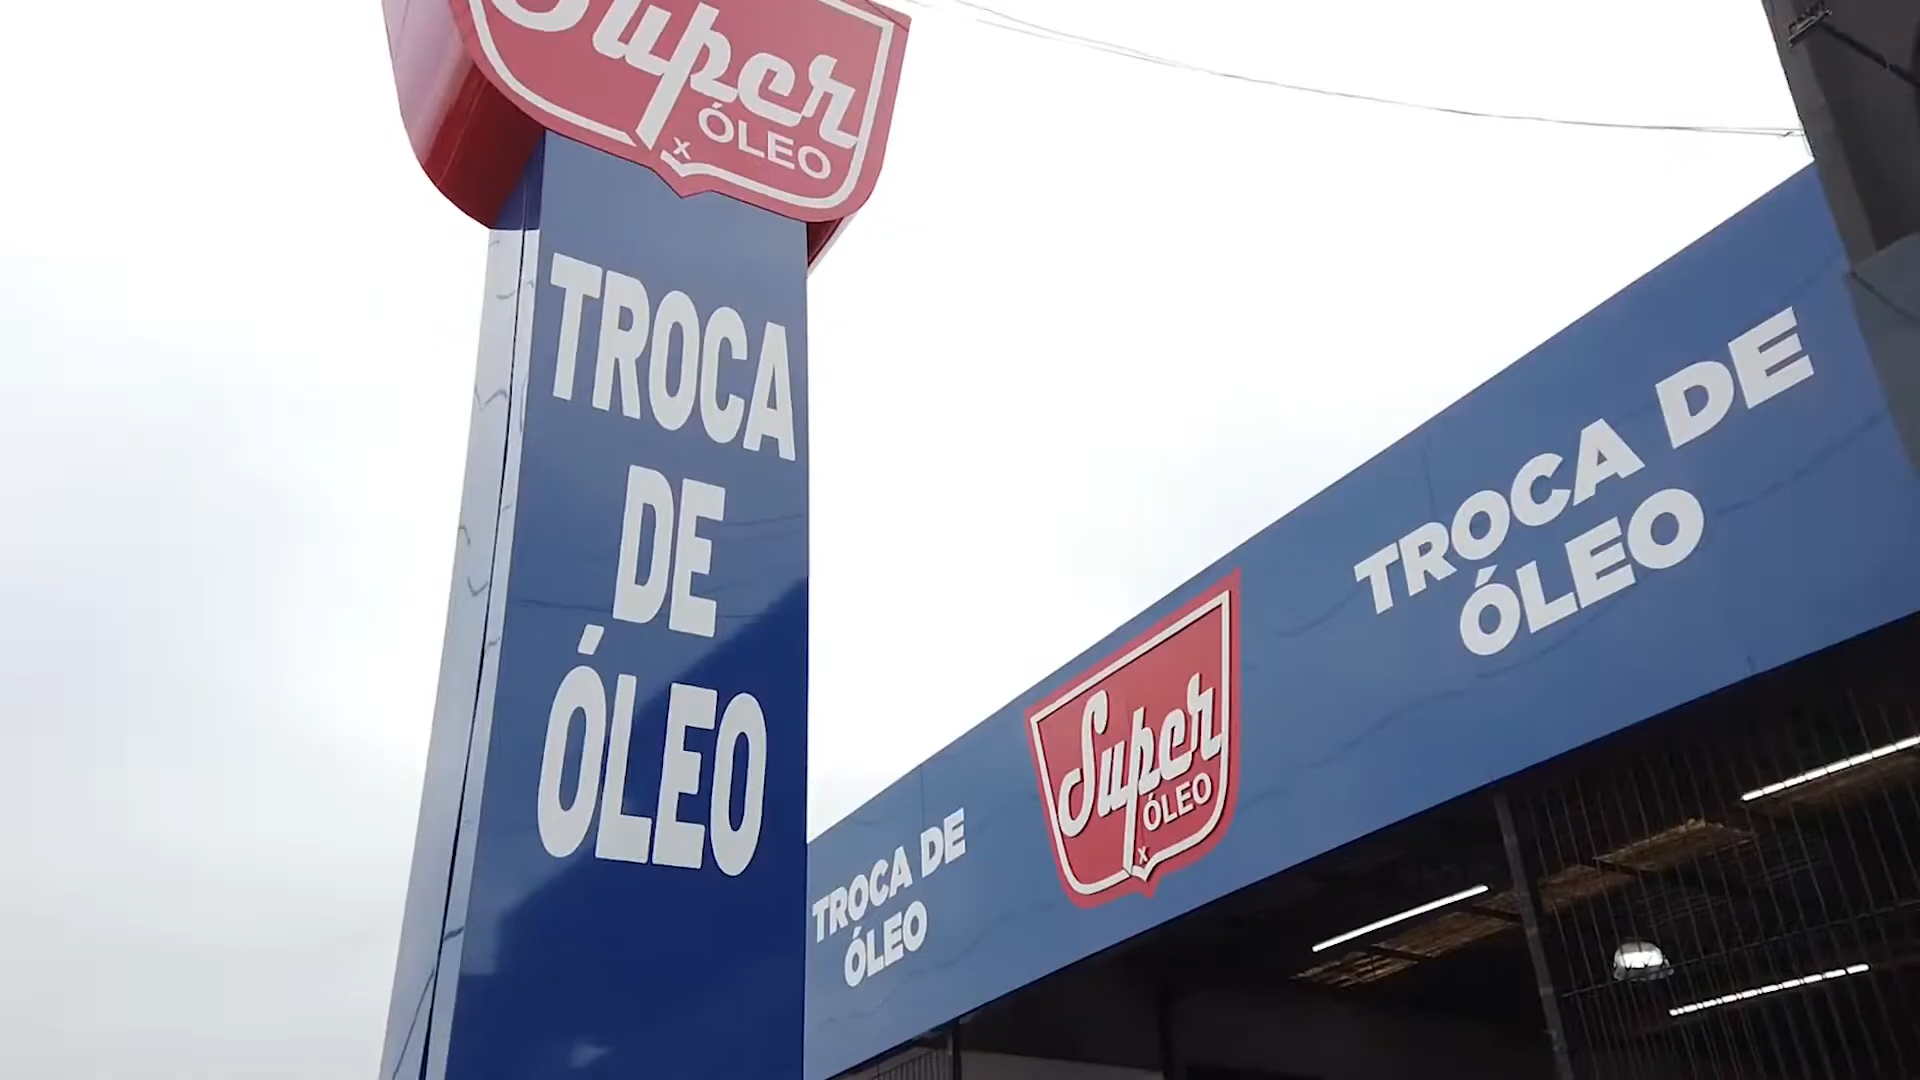 Super
ÓLEO
TROCA
DE
ÓLEO
TROCA DE
ÓLEO
Super
ÓLEO
TROCA DE
ÓLEO